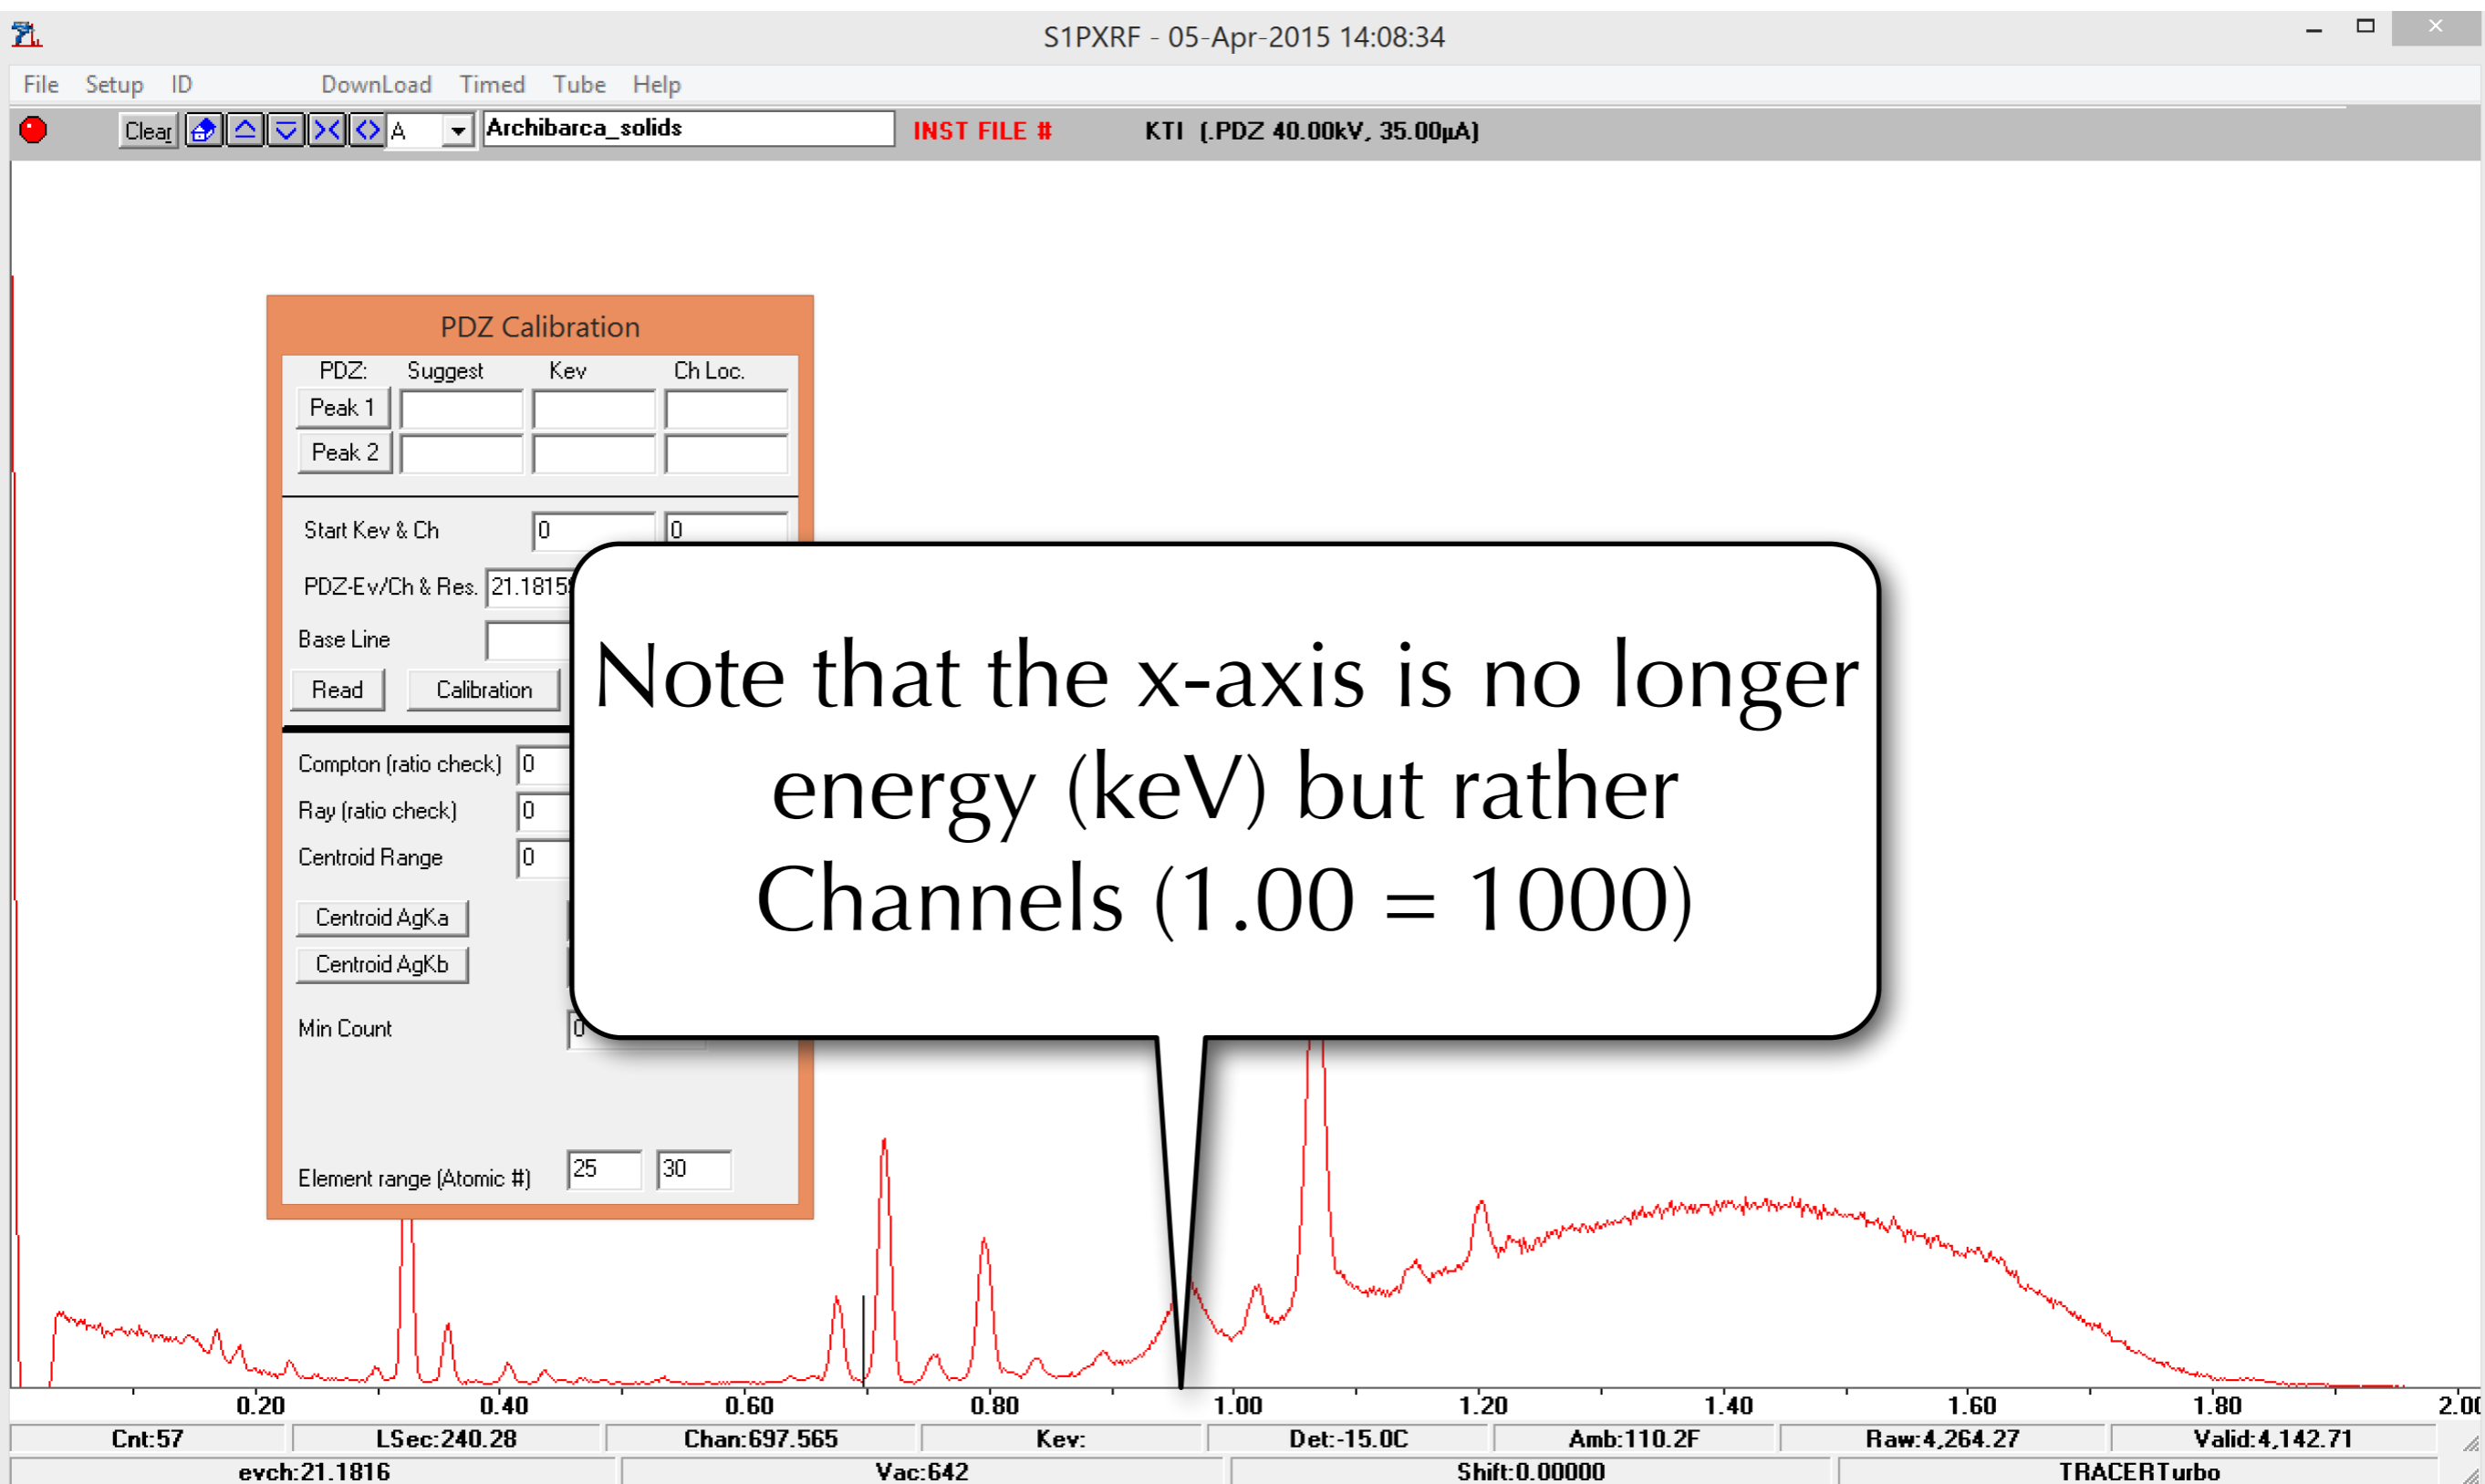 S1PXRF - 05-Apr-2015 14:08:34
File Setup ID DownLoad Timed Tube Help
Clear A Archibarca_solids INST FILE # KTI (.PDZ 40.00kV, 35.00µA)
PDZ Calibration
PDZ: Suggest Kev Ch Loc.
Peak 1
Peak 2
Start Kev & Ch 0 0
PDZ-Ev/Ch & Res. 21.1815
Base Line
Read Calibration
Compton (ratio check) 0
Ray (ratio check) 0
Centroid Range 0
Centroid AgKa
Centroid AgKb
Min Count 0
Element range (Atomic #) 25 30
Note that the x-axis is no longer
energy (keV) but rather
Channels (1.00 = 1000)
0.20 0.40 0.60 0.80 1.00 1.20 1.40 1.60 1.80 2.00
Cnt:57 LSec:240.28 Chan:697.565 Kev: Det:-15.0C Amb:110.2F Raw:4,264.27 Valid:4,142.71
evch:21.1816 Vac:642 Shift:0.00000 TRACERTurbo